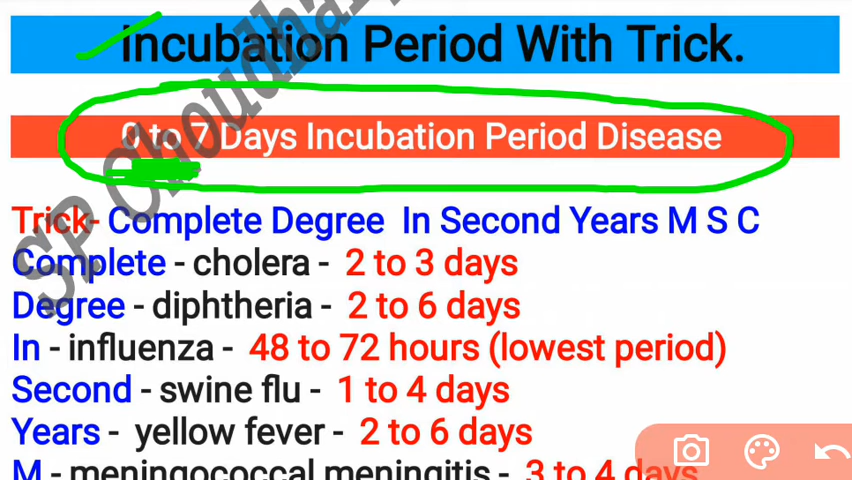 Incubation Period With Trick.
0 to 7 Days Incubation Period Disease
Trick- Complete Degree In Second Years M S C
Complete - cholera - 2 to 3 days
Degree - diphtheria - 2 to 6 days
In - influenza - 48 to 72 hours (lowest period)
Second - swine flu - 1 to 4 days
Years - yellow fever - 2 to 6 days
M - meningococcal meningitis - 3 to 4 days
SP Choudhary